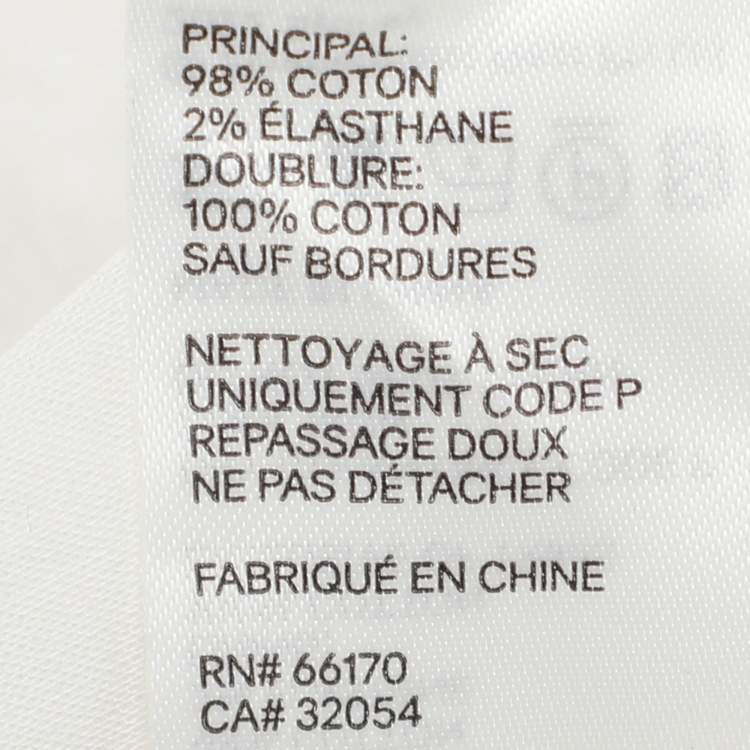 PRINCIPAL:
98% COTON
2% ÉLASTHANE
DOUBLURE:
100% COTON
SAUF BORDURES
NETTOYAGE À SEC
UNIQUEMENT CODE P
REPASSAGE DOUX
NE PAS DÉTACHER
FABRIQUÉ EN CHINE
RN# 66170
CA# 32054